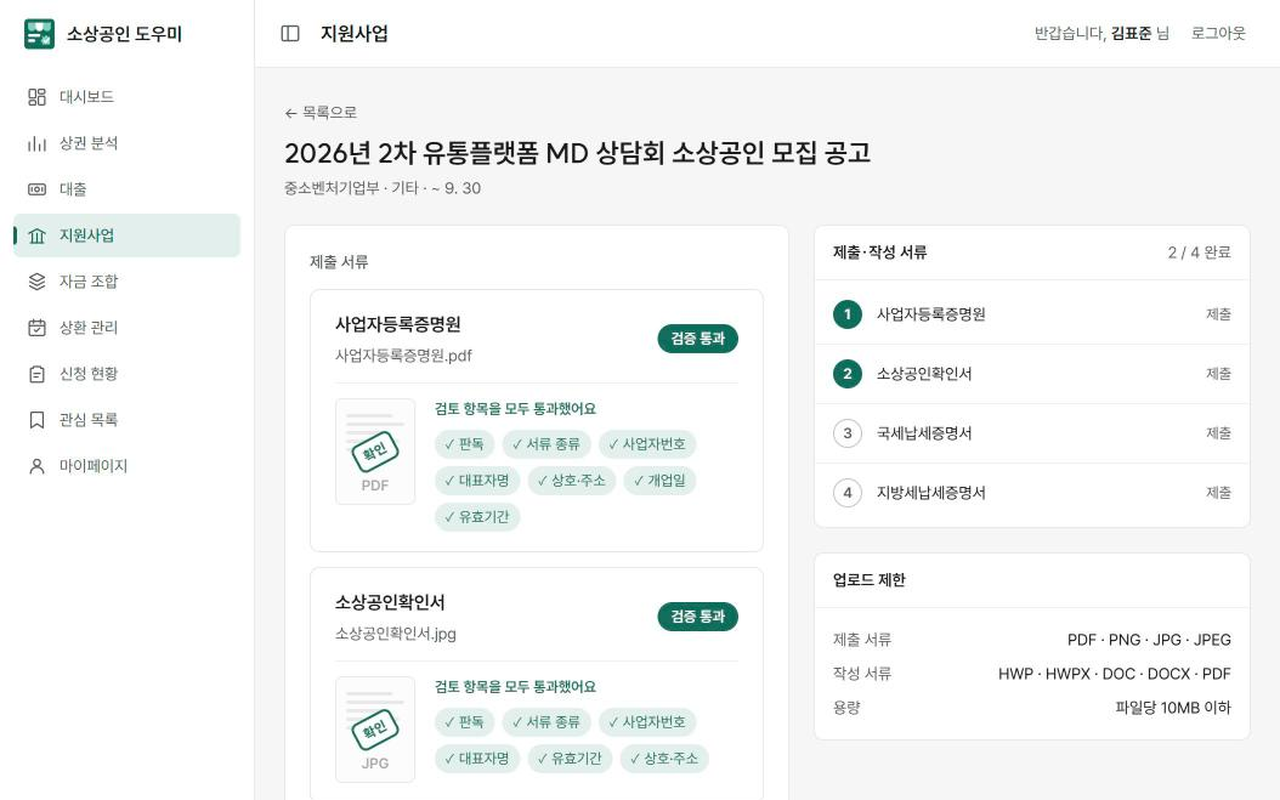 소상공인 도우미
지원사업
반갑습니다, 김표준 님
로그아웃
대시보드
상권 분석
대출
지원사업
자금 조합
상환 관리
신청 현황
관심 목록
마이페이지
← 목록으로
2026년 2차 유통플랫폼 MD 상담회 소상공인 모집 공고
중소벤처기업부 · 기타 · ~ 9. 30
제출 서류
사업자등록증명원
사업자등록증명원.pdf
검증 통과
확인
PDF
검토 항목을 모두 통과했어요
✓ 판독 ✓ 서류 종류 ✓ 사업자번호
✓ 대표자명 ✓ 상호·주소 ✓ 개업일
✓ 유효기간
소상공인확인서
소상공인확인서.jpg
검증 통과
확인
JPG
검토 항목을 모두 통과했어요
✓ 판독 ✓ 서류 종류 ✓ 사업자번호
✓ 대표자명 ✓ 유효기간 ✓ 상호·주소
제출·작성 서류 2 / 4 완료
1 사업자등록증명원 제출
2 소상공인확인서 제출
3 국세납세증명서 제출
4 지방세납세증명서 제출
업로드 제한
제출 서류 PDF · PNG · JPG · JPEG
작성 서류 HWP · HWPX · DOC · DOCX · PDF
용량 파일당 10MB 이하